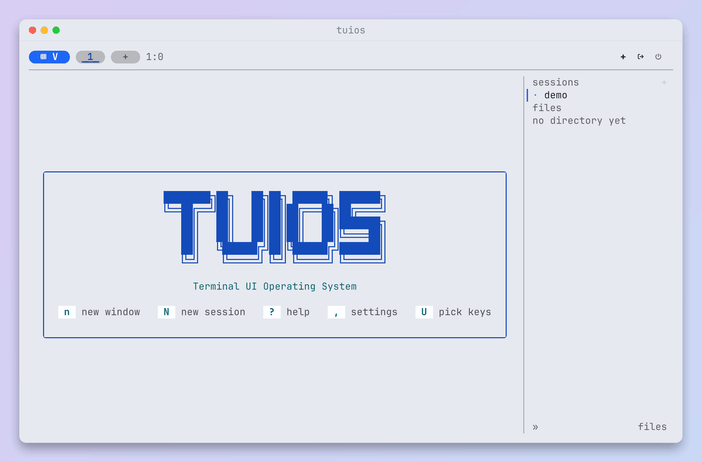 tuios
V 1 + 1:0
sessions +
· demo
files
no directory yet
TUIOS
Terminal UI Operating System
n new window N new session ? help , settings U pick keys
» files